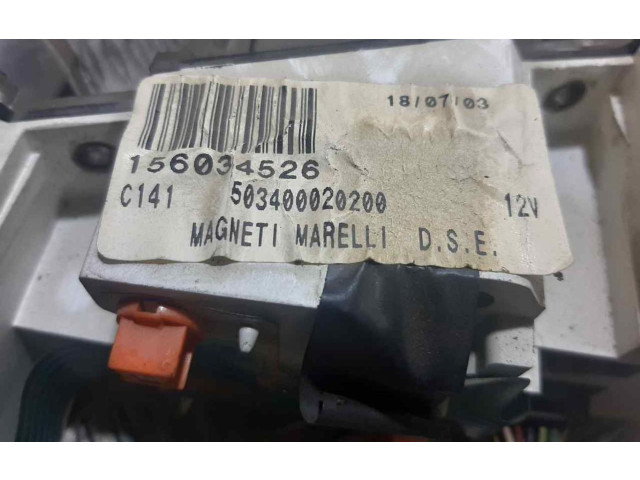 18/07/03
156034526
C141 503400020200 12V
MAGNETI MARELLI D.S.E.